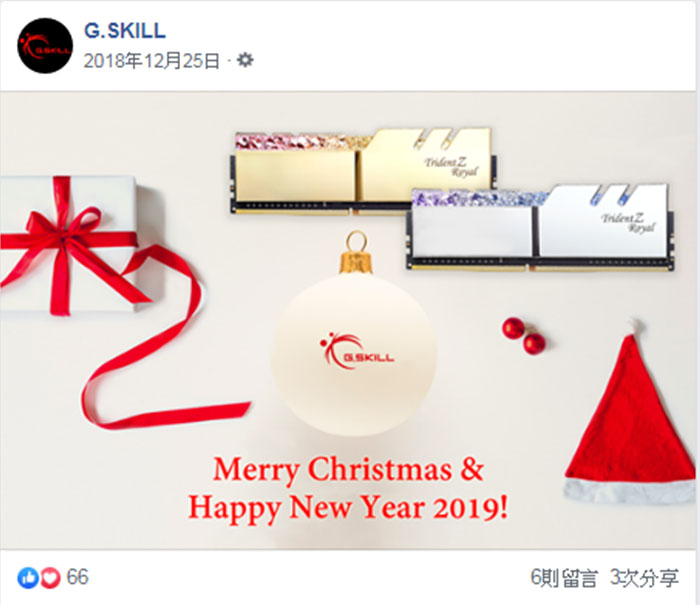 G.SKILL
G.SKILL
2018年12月25日 ·
Trident Z
Royal
Trident Z
Royal
G.SKILL
Merry Christmas &
Happy New Year 2019!
66
6則留言 3次分享